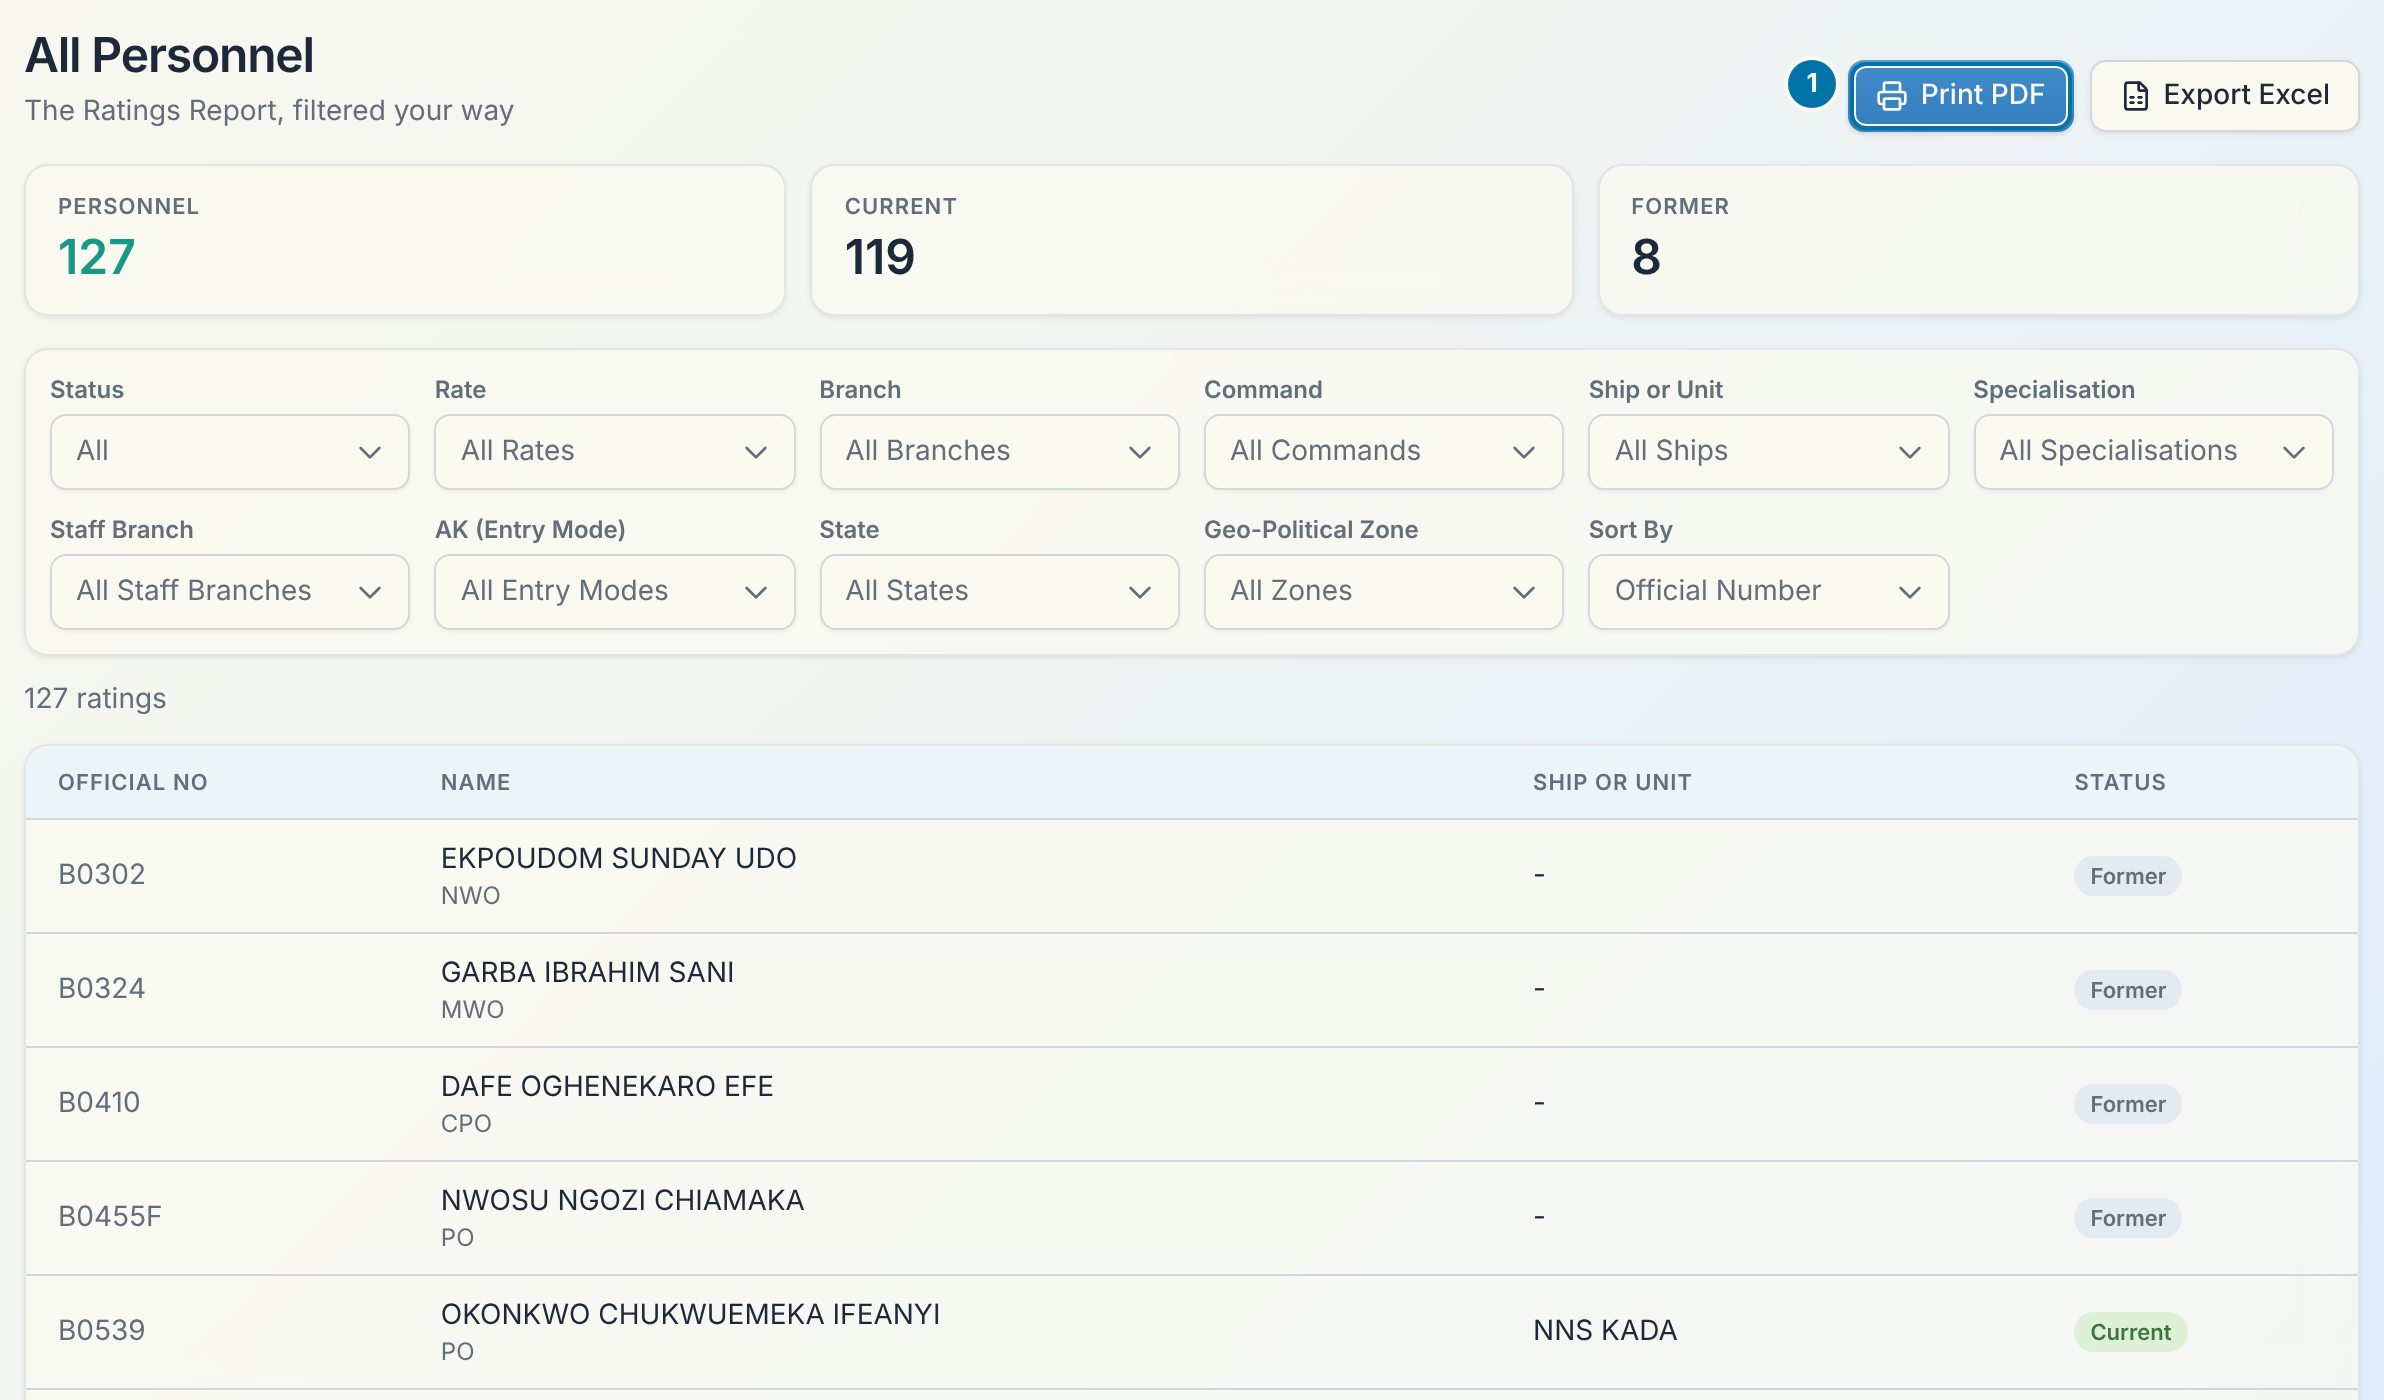 All Personnel
The Ratings Report, filtered your way
1
Print PDF
Export Excel
PERSONNEL
127
CURRENT
119
FORMER
8
Status
Rate
Branch
Command
Ship or Unit
Specialisation
All
All Rates
All Branches
All Commands
All Ships
All Specialisations
Staff Branch
AK (Entry Mode)
State
Geo-Political Zone
Sort By
All Staff Branches
All Entry Modes
All States
All Zones
Official Number
127 ratings
OFFICIAL NO NAME SHIP OR UNIT STATUS
B0302 EKPOUDOM SUNDAY UDO - Former
NWO
B0324 GARBA IBRAHIM SANI - Former
MWO
B0410 DAFE OGHENEKARO EFE - Former
CPO
B0455F NWOSU NGOZI CHIAMAKA - Former
PO
B0539 OKONKWO CHUKWUEMEKA IFEANYI NNS KADA Current
PO